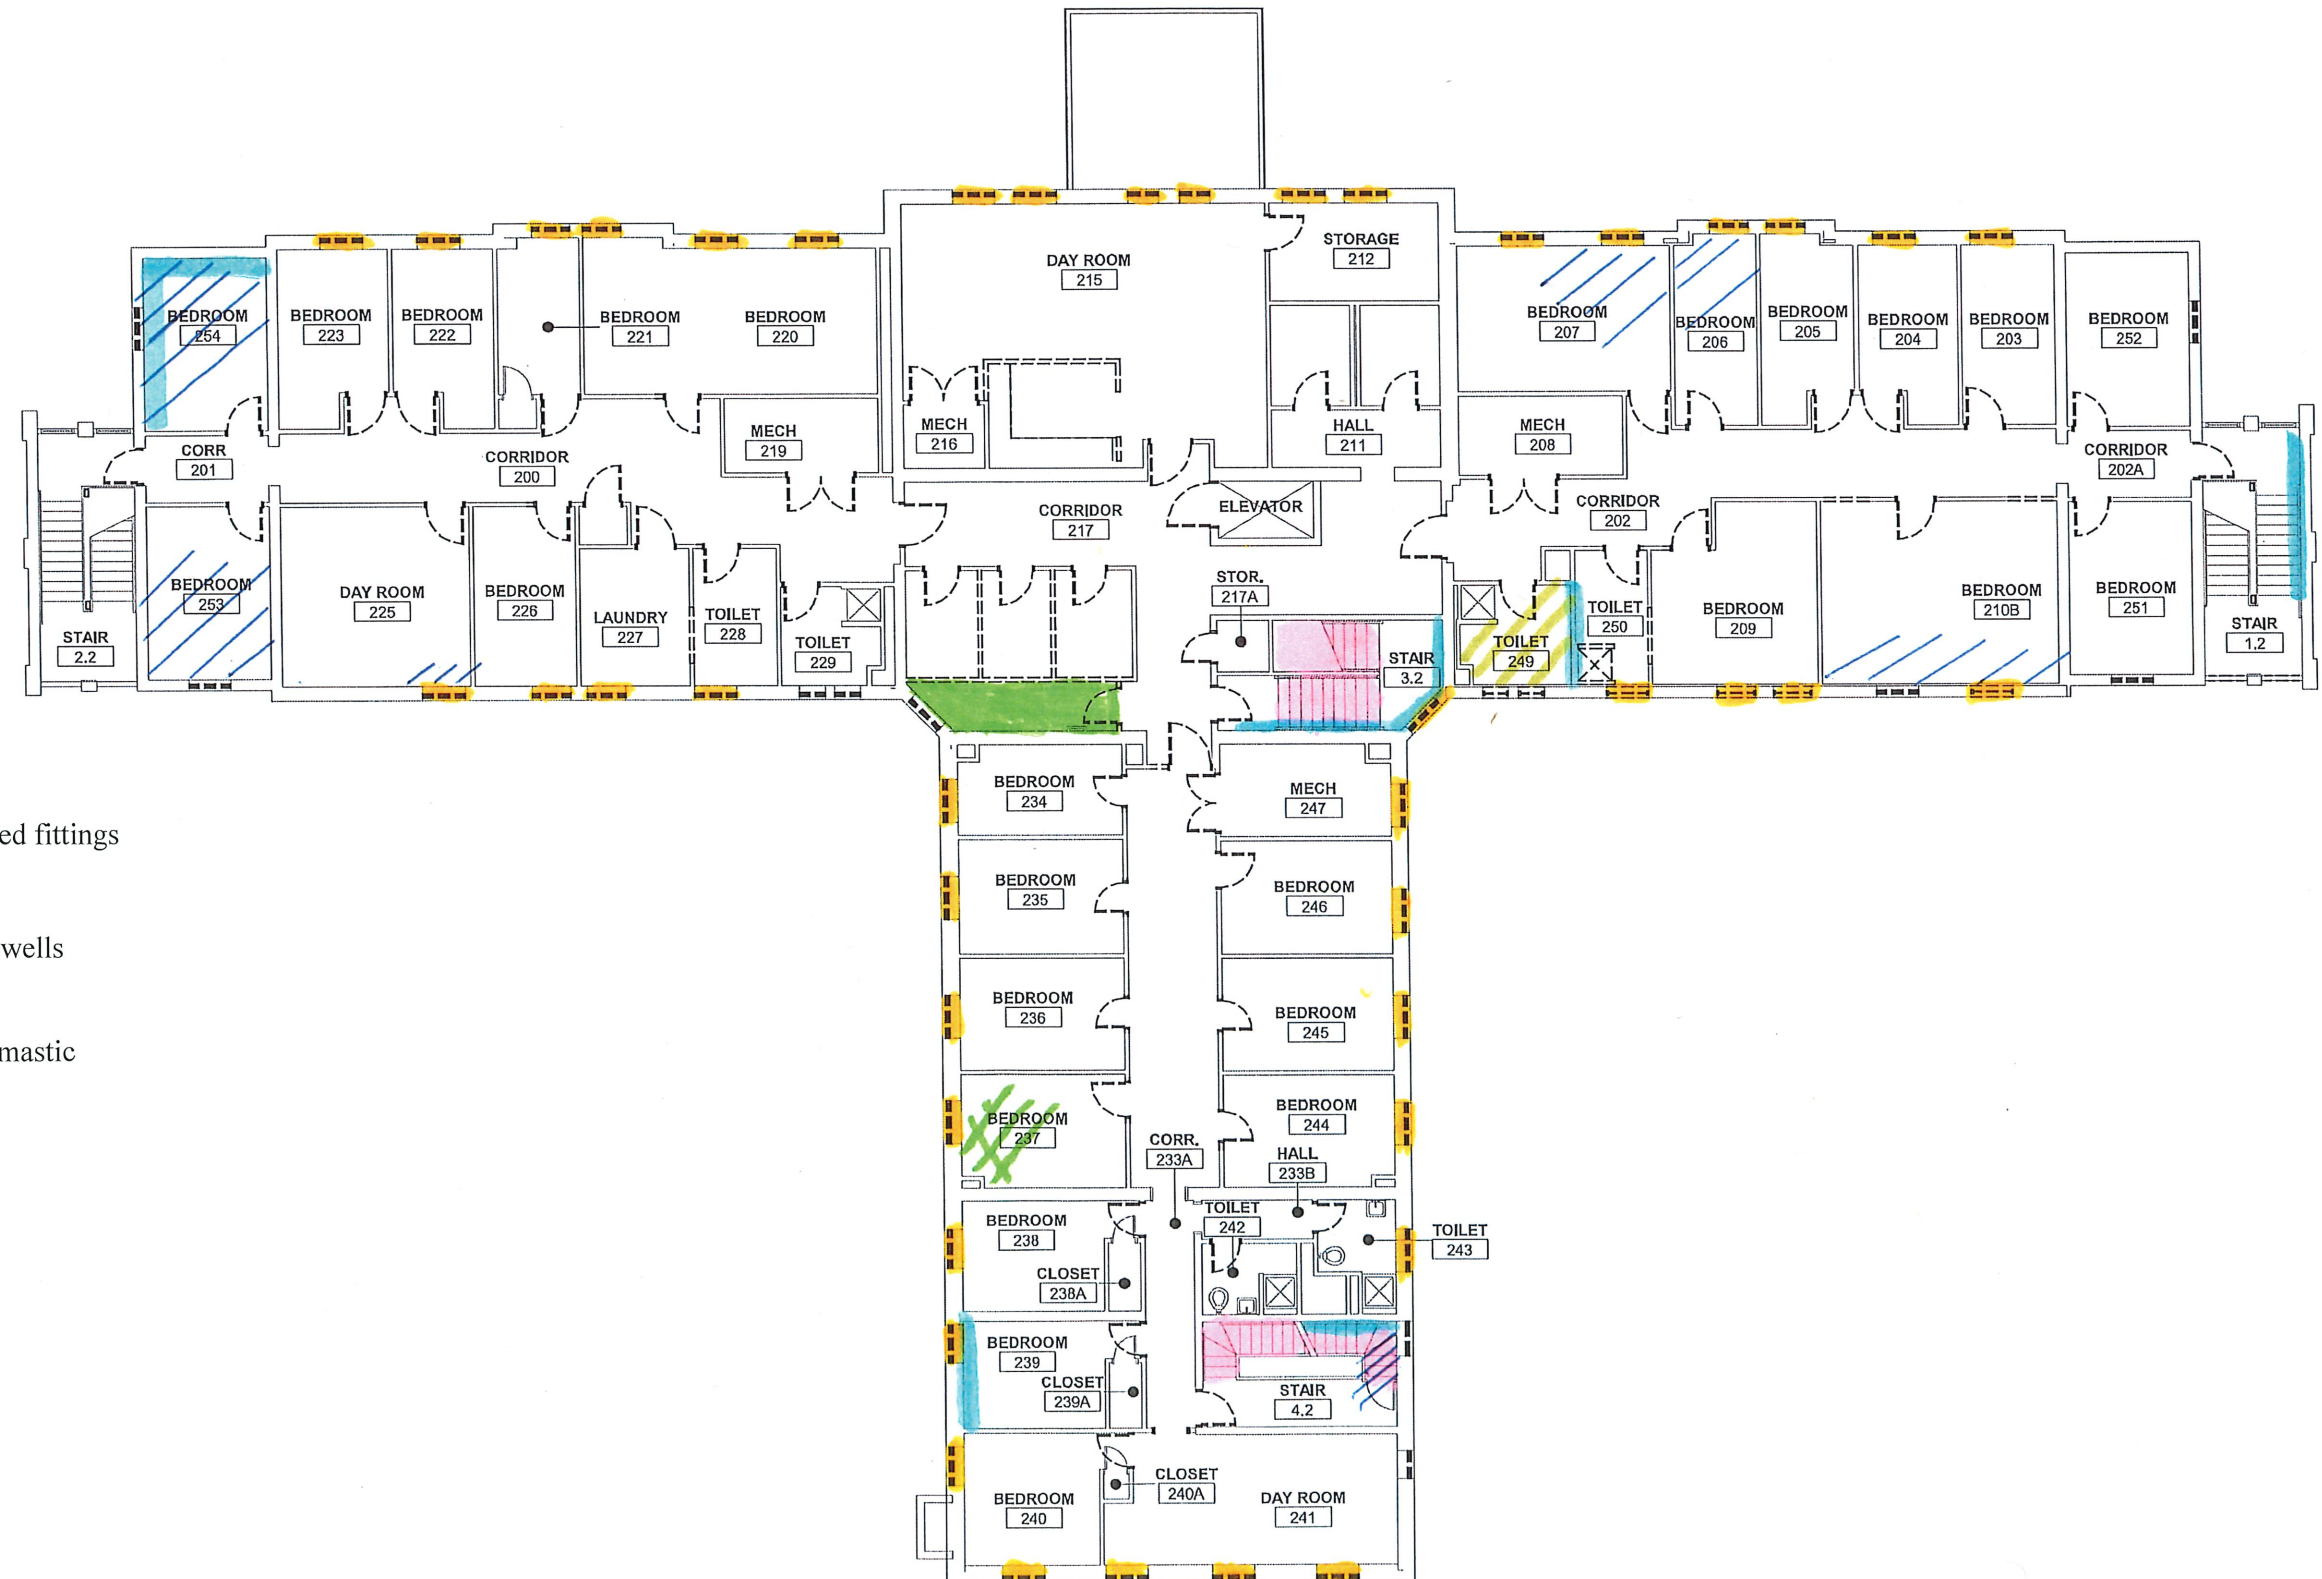 DAY ROOM
215
STORAGE
212
BEDROOM
254
BEDROOM
223
BEDROOM
222
BEDROOM
221
BEDROOM
220
BEDROOM
207
BEDROOM
206
BEDROOM
205
BEDROOM
204
BEDROOM
203
BEDROOM
252
MECH
216
HALL
211
MECH
219
MECH
208
CORR
201
CORRIDOR
200
CORRIDOR
202A
CORRIDOR
217
ELEVATOR
CORRIDOR
202
BEDROOM
253
DAY ROOM
225
BEDROOM
226
LAUNDRY
227
TOILET
228
TOILET
229
STOR.
217A
STAIR
3.2
TOILET
249
TOILET
250
BEDROOM
209
BEDROOM
210B
BEDROOM
251
STAIR
2.2
STAIR
1.2
BEDROOM
234
MECH
247
ed fittings
BEDROOM
235
BEDROOM
246
wells
BEDROOM
236
BEDROOM
245
mastic
BEDROOM
237
BEDROOM
244
CORR.
233A
HALL
233B
BEDROOM
238
TOILET
242
TOILET
243
CLOSET
238A
BEDROOM
239
CLOSET
239A
STAIR
4.2
CLOSET
240A
BEDROOM
240
DAY ROOM
241